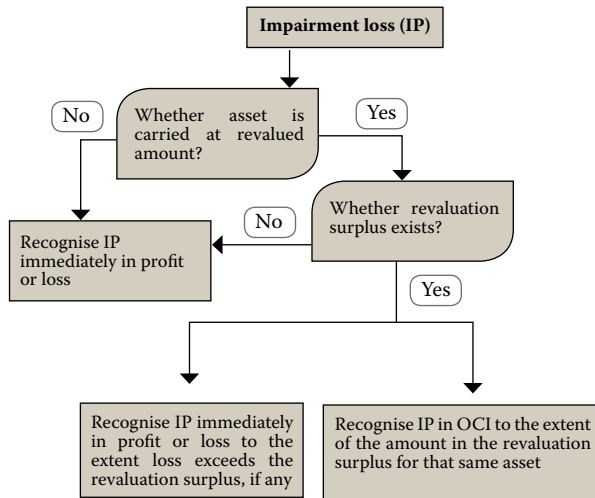 Impairment loss (IP)
No
Whether asset is
carried at revalued
amount?
Yes
Recognise IP
immediately in profit
or loss
No
Whether revaluation
surplus exists?
Yes
Recognise IP immediately
in profit or loss to the
extent loss exceeds the
revaluation surplus, if any
Recognise IP in OCI to the extent
of the amount in the revaluation
surplus for that same asset